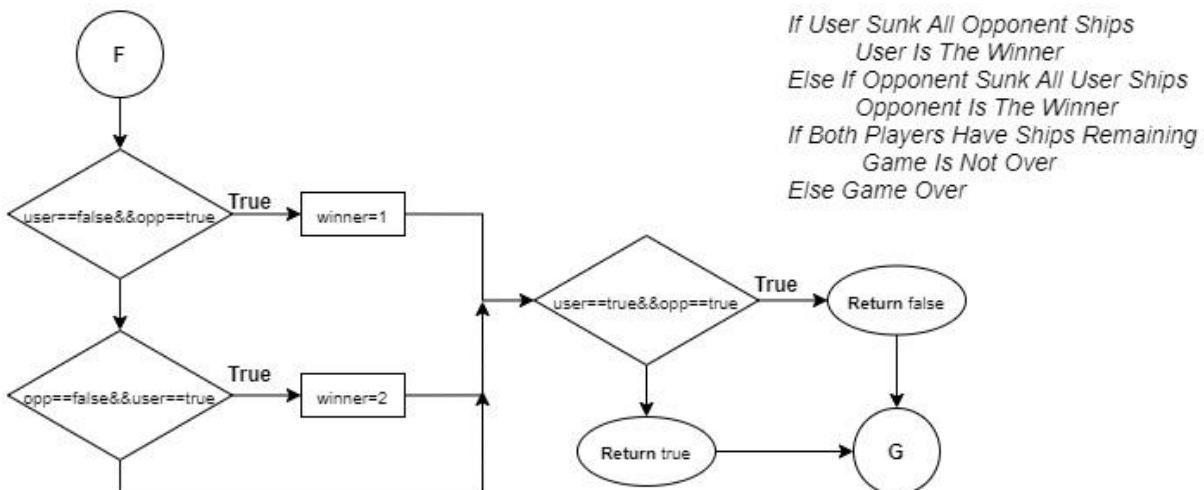 F
If User Sunk All Opponent Ships
User Is The Winner
Else If Opponent Sunk All User Ships
Opponent Is The Winner
If Both Players Have Ships Remaining
Game Is Not Over
Else Game Over
user==false&&opp==true
True
winner=1
user==true&&opp==true
True
Return false
opp==false&&user==true
True
winner=2
Return true
G